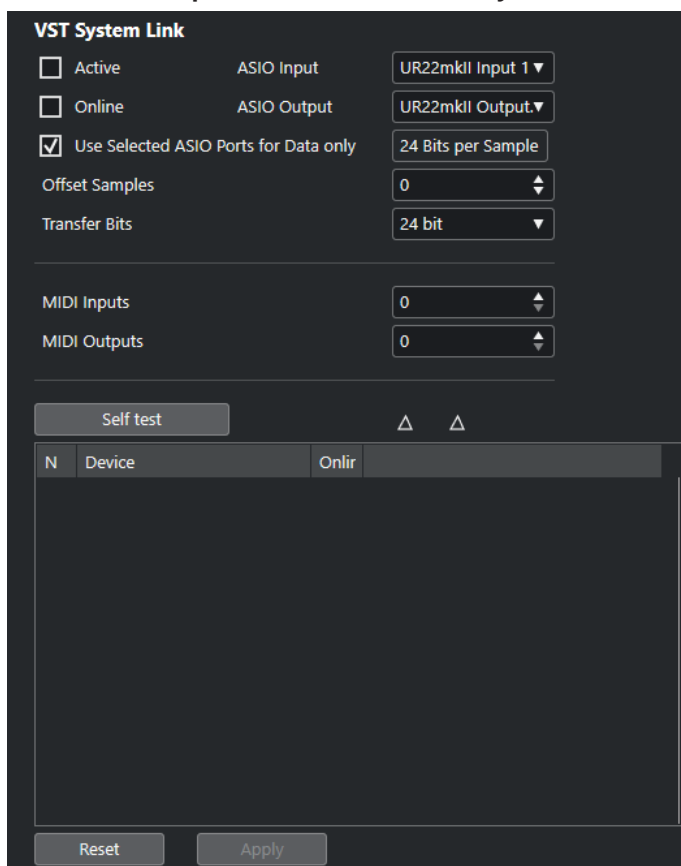 VST System Link
Active ASIO Input UR22mkII Input 1
Online ASIO Output UR22mkII Output.
Use Selected ASIO Ports for Data only 24 Bits per Sample
Offset Samples 0
Transfer Bits 24 bit
MIDI Inputs 0
MIDI Outputs 0
Self test
N Device Onlir
Reset Apply